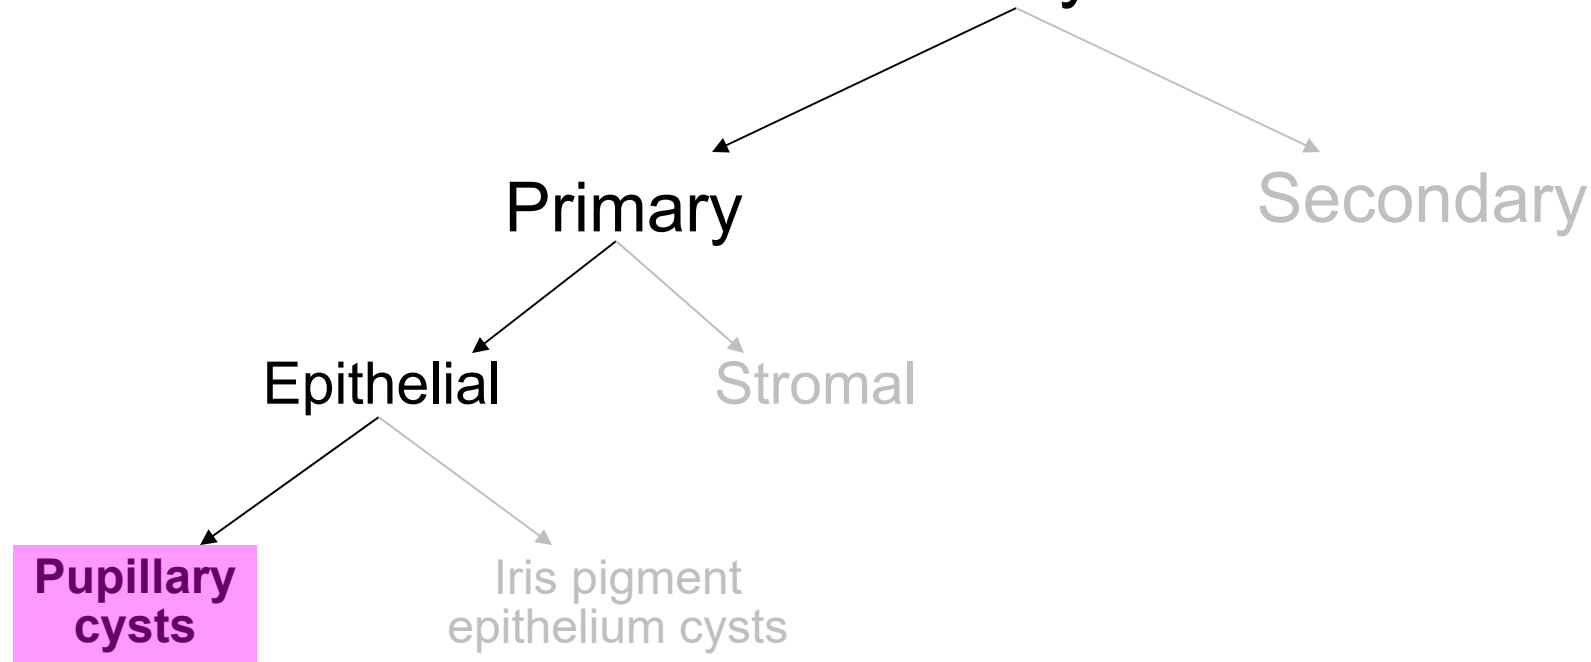 Primary
Secondary
Epithelial
Stromal
Pupillary
cysts
Iris pigment
epithelium cysts